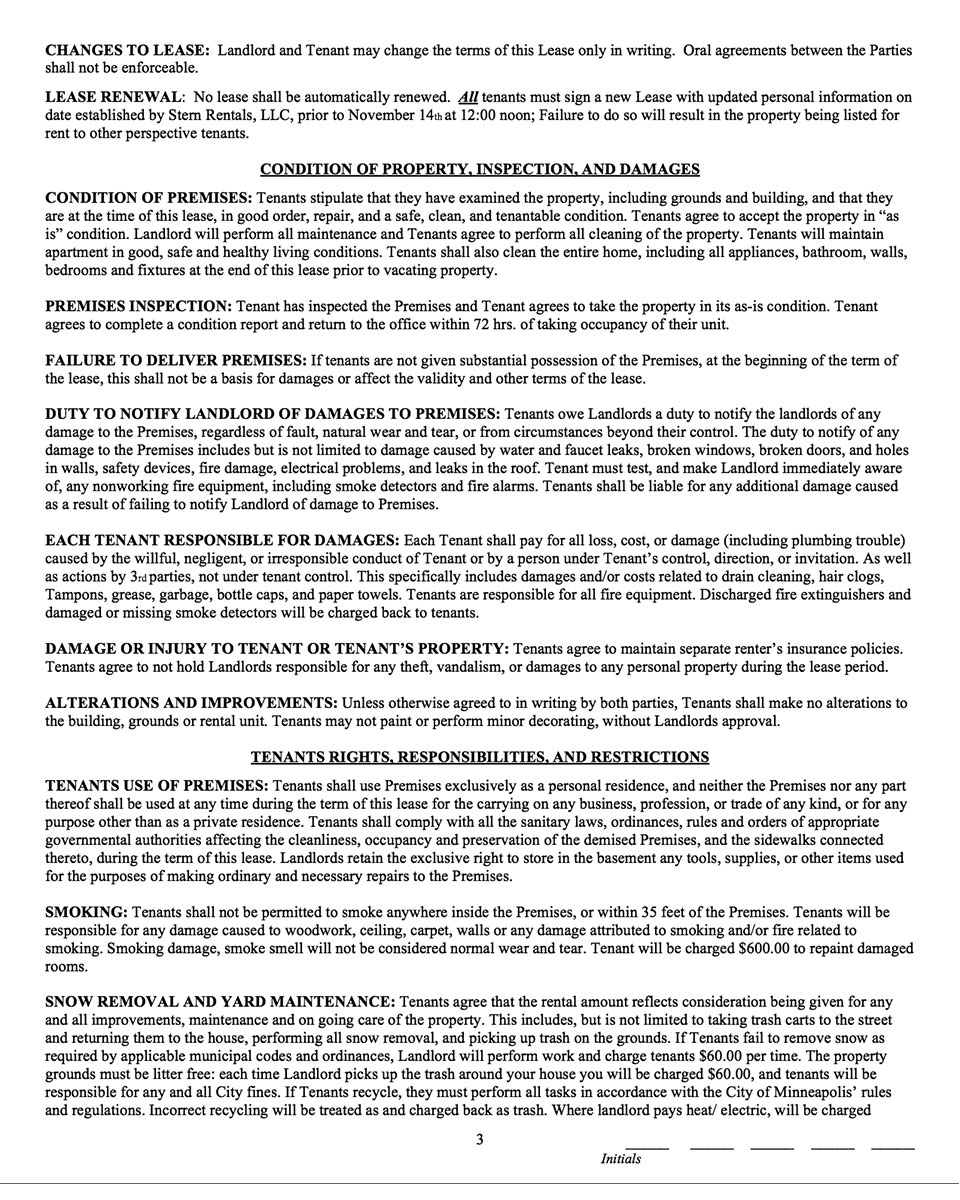 CHANGES TO LEASE: Landlord and Tenant may change the terms of this Lease only in writing. Oral agreements between the Parties
shall not be enforceable.
LEASE RENEWAL: No lease shall be automatically renewed. All tenants must sign a new Lease with updated personal information on
date established by Stern Rentals, LLC, prior to November 14th at 12:00 noon; Failure to do so will result in the property being listed for
rent to other perspective tenants.
CONDITION OF PROPERTY, INSPECTION, AND DAMAGES
CONDITION OF PREMISES: Tenants stipulate that they have examined the property, including grounds and building, and that they
are at the time of this lease, in good order, repair, and a safe, clean, and tenantable condition. Tenants agree to accept the property in “as
is” condition. Landlord will perform all maintenance and Tenants agree to perform all cleaning of the property. Tenants will maintain
apartment in good, safe and healthy living conditions. Tenants shall also clean the entire home, including all appliances, bathroom, walls,
bedrooms and fixtures at the end of this lease prior to vacating property.
PREMISES INSPECTION: Tenant has inspected the Premises and Tenant agrees to take the property in its as-is condition. Tenant
agrees to complete a condition report and return to the office within 72 hrs. of taking occupancy of their unit.
FAILURE TO DELIVER PREMISES: If tenants are not given substantial possession of the Premises, at the beginning of the term of
the lease, this shall not be a basis for damages or affect the validity and other terms of the lease.
DUTY TO NOTIFY LANDLORD OF DAMAGES TO PREMISES: Tenants owe Landlords a duty to notify the landlords of any
damage to the Premises, regardless of fault, natural wear and tear, or from circumstances beyond their control. The duty to notify of any
damage to the Premises includes but is not limited to damage caused by water and faucet leaks, broken windows, broken doors, and holes
in walls, safety devices, fire damage, electrical problems, and leaks in the roof. Tenant must test, and make Landlord immediately aware
of, any nonworking fire equipment, including smoke detectors and fire alarms. Tenants shall be liable for any additional damage caused
as a result of failing to notify Landlord of damage to Premises.
EACH TENANT RESPONSIBLE FOR DAMAGES: Each Tenant shall pay for all loss, cost, or damage (including plumbing trouble)
caused by the willful, negligent, or irresponsible conduct of Tenant or by a person under Tenant’s control, direction, or invitation. As well
as actions by 3rd parties, not under tenant control. This specifically includes damages and/or costs related to drain cleaning, hair clogs,
Tampons, grease, garbage, bottle caps, and paper towels. Tenants are responsible for all fire equipment. Discharged fire extinguishers and
damaged or missing smoke detectors will be charged back to tenants.
DAMAGE OR INJURY TO TENANT OR TENANT’S PROPERTY: Tenants agree to maintain separate renter’s insurance policies.
Tenants agree to not hold Landlords responsible for any theft, vandalism, or damages to any personal property during the lease period.
ALTERATIONS AND IMPROVEMENTS: Unless otherwise agreed to in writing by both parties, Tenants shall make no alterations to
the building, grounds or rental unit. Tenants may not paint or perform minor decorating, without Landlords approval.
TENANTS RIGHTS, RESPONSIBILITIES, AND RESTRICTIONS
TENANTS USE OF PREMISES: Tenants shall use Premises exclusively as a personal residence, and neither the Premises nor any part
thereof shall be used at any time during the term of this lease for the carrying on any business, profession, or trade of any kind, or for any
purpose other than as a private residence. Tenants shall comply with all the sanitary laws, ordinances, rules and orders of appropriate
governmental authorities affecting the cleanliness, occupancy and preservation of the demised Premises, and the sidewalks connected
thereto, during the term of this lease. Landlords retain the exclusive right to store in the basement any tools, supplies, or other items used
for the purposes of making ordinary and necessary repairs to the Premises.
SMOKING: Tenants shall not be permitted to smoke anywhere inside the Premises, or within 35 feet of the Premises. Tenants will be
responsible for any damage caused to woodwork, ceiling, carpet, walls or any damage attributed to smoking and/or fire related to
smoking. Smoking damage, smoke smell will not be considered normal wear and tear. Tenant will be charged $600.00 to repaint damaged
rooms.
SNOW REMOVAL AND YARD MAINTENANCE: Tenants agree that the rental amount reflects consideration being given for any
and all improvements, maintenance and on going care of the property. This includes, but is not limited to taking trash carts to the street
and returning them to the house, performing all snow removal, and picking up trash on the grounds. If Tenants fail to remove snow as
required by applicable municipal codes and ordinances, Landlord will perform work and charge tenants $60.00 per time. The property
grounds must be litter free: each time Landlord picks up the trash around your house you will be charged $60.00, and tenants will be
responsible for any and all City fines. If Tenants recycle, they must perform all tasks in accordance with the City of Minneapolis’ rules
and regulations. Incorrect recycling will be treated as and charged back as trash. Where landlord pays heat/ electric, will be charged
3
Initials